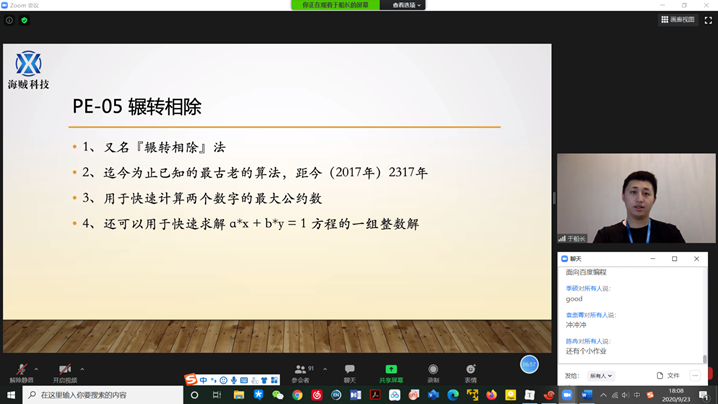 Zoom 会议
您正在观看于船长的屏幕
查看选项
画廊视图
海贼科技
PE-05 辗转相除
1、又名『辗转相除』法
2、迄今为止已知的最古老的算法，距今（2017年）2317年
3、用于快速计算两个数字的最大公约数
4、还可以用于快速求解 a*x + b*y = 1 方程的一组整数解
于船长
聊天
面向百度编程
李硕对所有人说:
good
对所有人说:
冲冲冲
陈冉对所有人说:
还有个小作业
发给:
所有人
文件
解除静音
开启视频
参会者
91
聊天
共享屏幕
录制
表情
中
在这里输入你要搜索的内容
中
18:08
2020/9/23